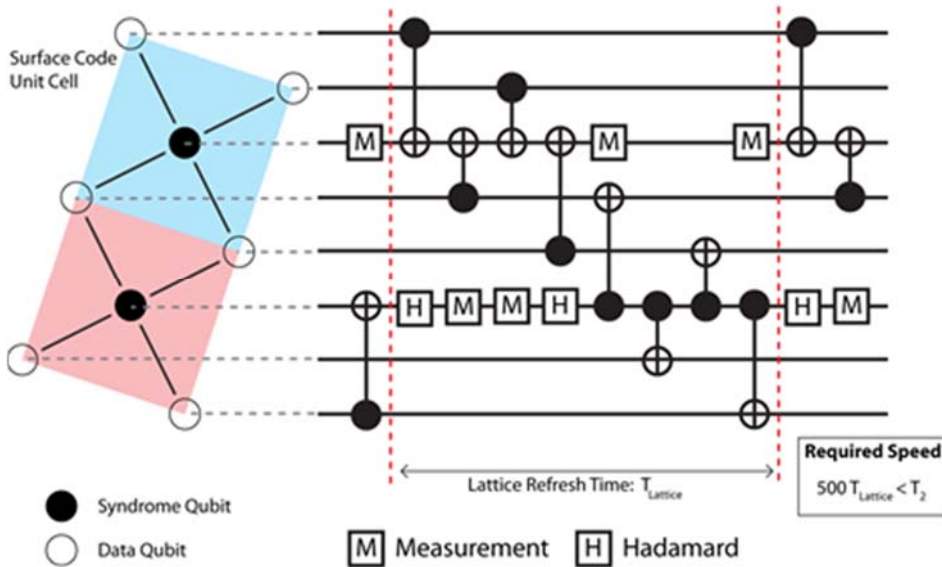 Surface Code
Unit Cell
M
M
M
H
M
M
H
H
M
Lattice Refresh Time: T_Lattice
Required Speed
500 T_Lattice < T_2
Syndrome Qubit
Data Qubit
M Measurement
H Hadamard